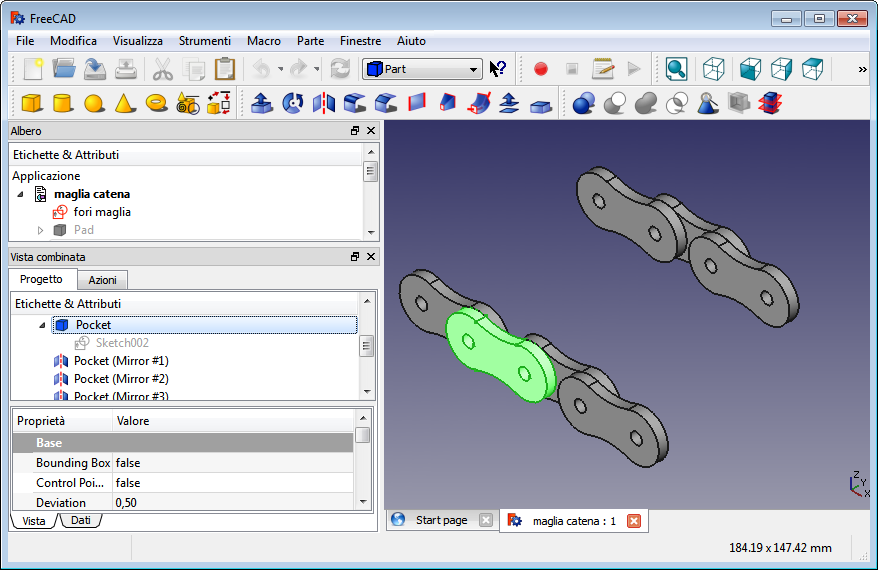 FreeCAD
File Modifica Visualizza Strumenti Macro Parte Finestre Aiuto
Part
Albero
Etichette & Attributi
Applicazione
maglia catena
fori maglia
Pad
Vista combinata
Progetto Azioni
Etichette & Attributi
Pocket
Sketch002
Pocket (Mirror #1)
Pocket (Mirror #2)
Pocket (Mirror #3)
Proprietà Valore
Base
Bounding Box false
Control Poi... false
Deviation 0,50
Vista Dati
Z
Y
X
Start page maglia catena : 1
184.19 x 147.42 mm